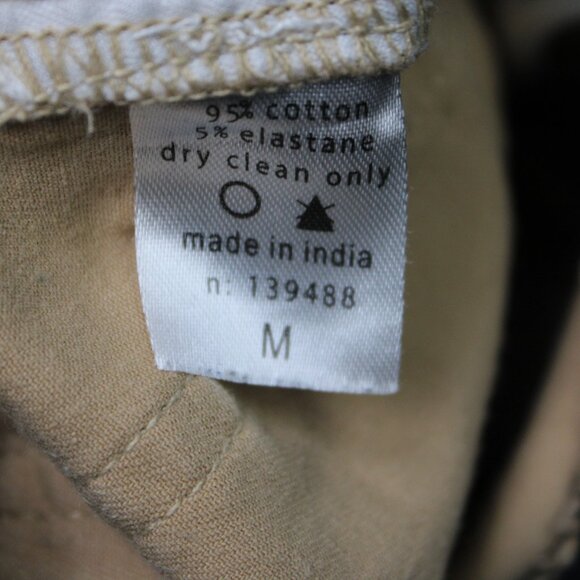 95% cotton
5% elastane
dry clean only
made in india
n: 139488
M